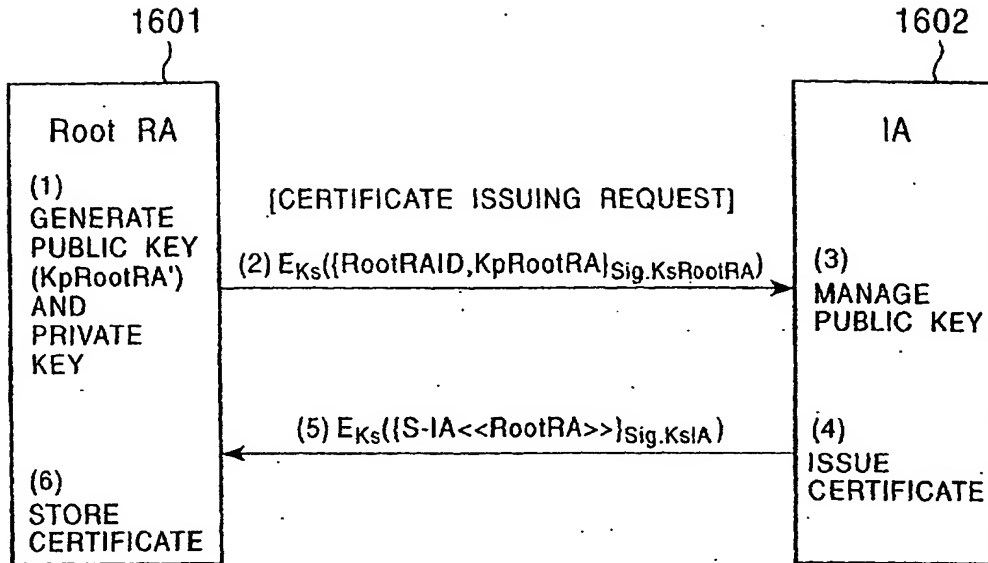 1601
1602
Root RA
IA
(1)
GENERATE
PUBLIC KEY
(KpRootRA')
AND
PRIVATE
KEY
[CERTIFICATE ISSUING REQUEST]
(2) EKs({RootRAID,KpRootRA}Sig.KsRootRA)
(3)
MANAGE
PUBLIC KEY
(5) EKs({S-IA<<RootRA>>}Sig.KsIA)
(4)
ISSUE
CERTIFICATE
(6)
STORE
CERTIFICATE